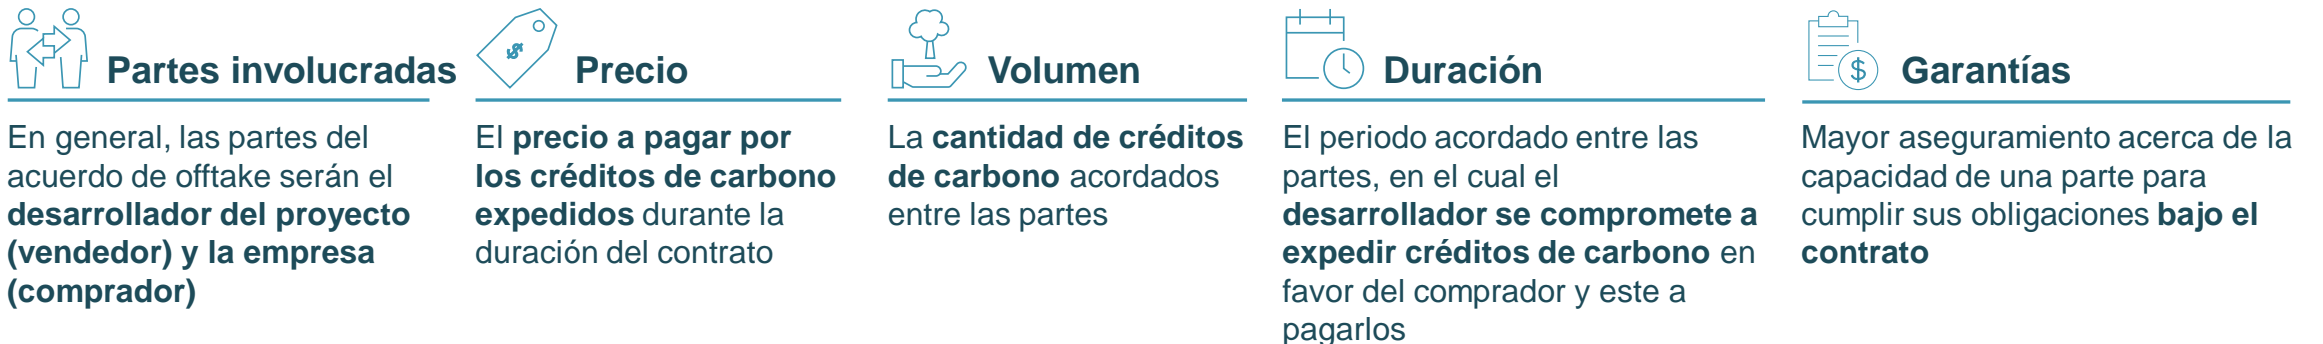 Partes involucradas
En general, las partes del
acuerdo de offtake serán el
desarrollador del proyecto
(vendedor) y la empresa
(comprador)
$
Precio
El precio a pagar por
los créditos de carbono
expedidos durante la
duración del contrato
Volumen
La cantidad de créditos
de carbono acordados
entre las partes
Duración
El periodo acordado entre las
partes, en el cual el
desarrollador se compromete a
expedir créditos de carbono en
favor del comprador y este a
pagarlos
$
Garantías
Mayor aseguramiento acerca de la
capacidad de una parte para
cumplir sus obligaciones bajo el
contrato